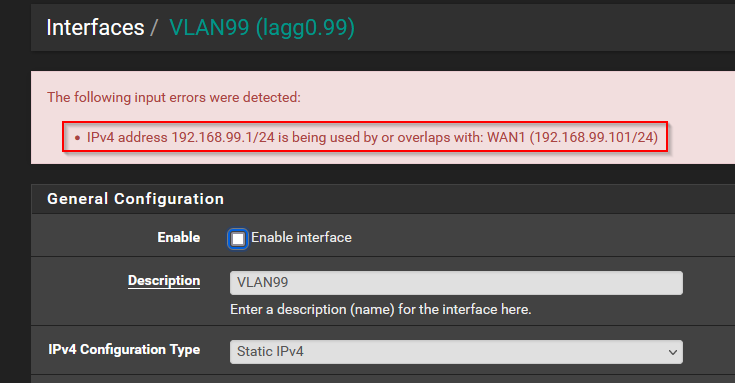 Interfaces / VLAN99 (lagg0.99)
The following input errors were detected:
• IPv4 address 192.168.99.1/24 is being used by or overlaps with: WAN1 (192.168.99.101/24)
General Configuration
Enable Enable interface
Description VLAN99
Enter a description (name) for the interface here.
IPv4 Configuration Type Static IPv4